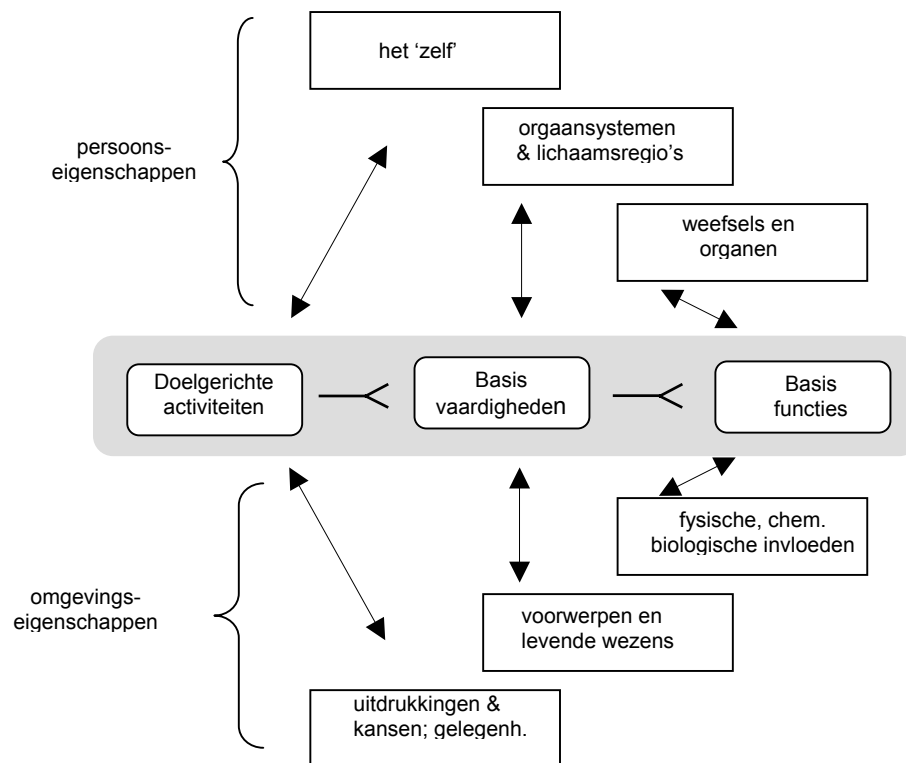 het ‘zelf’
orgaansystemen
& lichaamsregio’s
persoons-
eigenschappen
weefsels en
organen
Doelgerichte
activiteiten
Basis
vaardigheden
Basis
functies
fysische, chem.
biologische invloeden
omgevings-
eigenschappen
voorwerpen en
levende wezens
uitdrukkingen &
kansen; gelegenh.